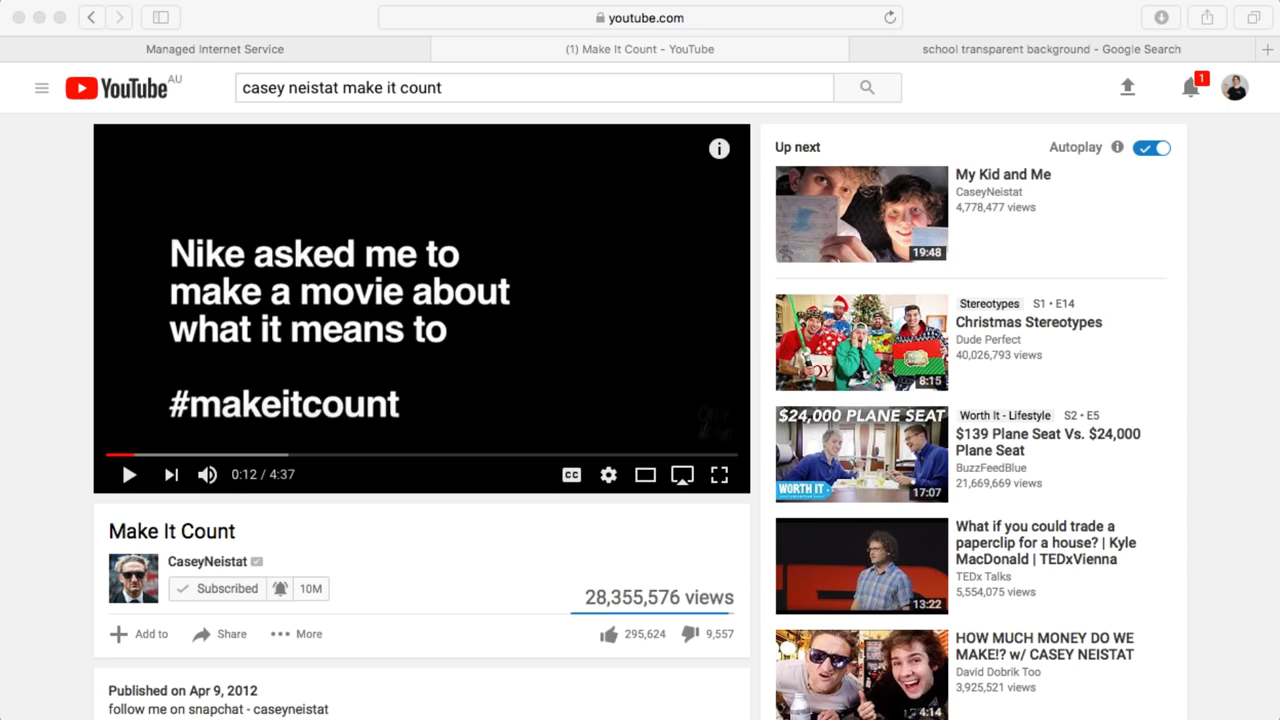 youtube.com
Managed Internet Service
(1) Make It Count - YouTube
school transparent background - Google Search
YouTube AU
casey neistat make it count
1
Nike asked me to
make a movie about
what it means to
#makeitcount
0:12 / 4:37
CC
Make It Count
CaseyNeistat
Subscribed
10M
28,355,576 views
Add to
Share
More
295,624
9,557
Published on Apr 9, 2012
follow me on snapchat - caseyneistat
Up next
Autoplay
19:48
My Kid and Me
CaseyNeistat
4,778,477 views
8:15
Stereotypes S1 • E14
Christmas Stereotypes
Dude Perfect
40,026,793 views
$24,000 PLANE SEAT
WORTH IT
17:07
Worth It - Lifestyle S2 • E5
$139 Plane Seat Vs. $24,000
Plane Seat
BuzzFeedBlue
21,669,669 views
13:22
What if you could trade a
paperclip for a house? | Kyle
MacDonald | TEDxVienna
TEDx Talks
5,554,075 views
4:14
HOW MUCH MONEY DO WE
MAKE!? w/ CASEY NEISTAT
David Dobrik Too
3,925,521 views